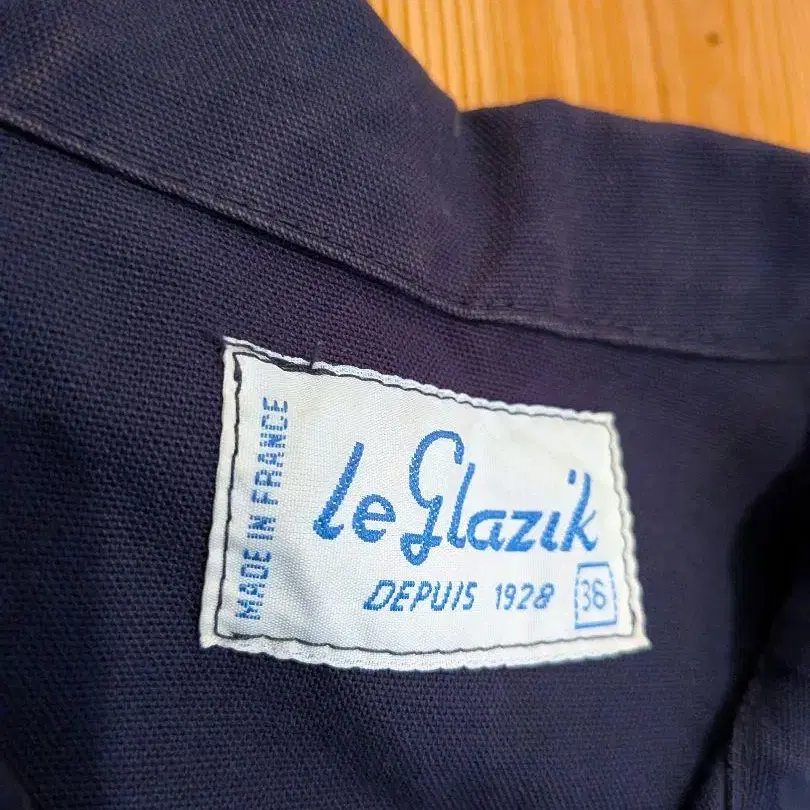 MADE IN FRANCE
le Glazik
DEPUIS 1928 36